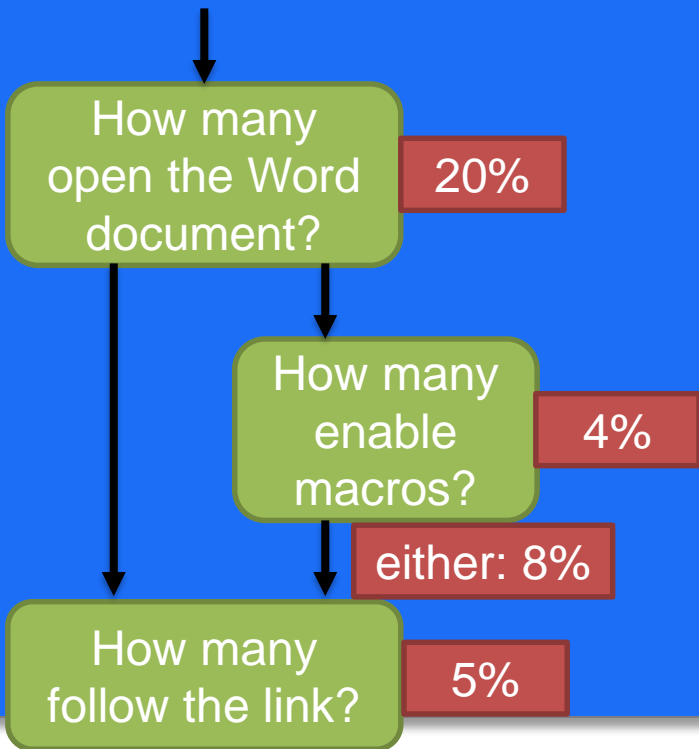 How many
open the Word
document?
20%
How many
enable
macros?
4%
either: 8%
How many
follow the link?
5%